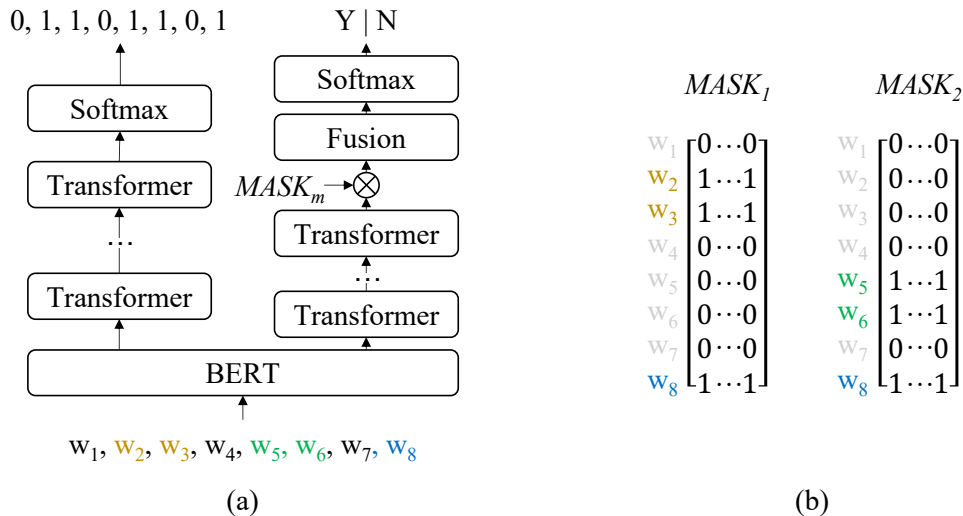 0, 1, 1, 0, 1, 1, 0, 1
Y | N
Softmax
Softmax
Fusion
Transformer
MASK_m
Transformer
...
...
Transformer
Transformer
BERT
w₁, w₂, w₃, w₄, w₅, w₆, w₇, w₈
(a)
MASK₁
w₁ 0⋯0
w₂ 1⋯1
w₃ 1⋯1
w₄ 0⋯0
w₅ 0⋯0
w₆ 0⋯0
w₇ 0⋯0
w₈ 1⋯1
MASK₂
w₁ 0⋯0
w₂ 0⋯0
w₃ 0⋯0
w₄ 0⋯0
w₅ 1⋯1
w₆ 1⋯1
w₇ 0⋯0
w₈ 1⋯1
(b)